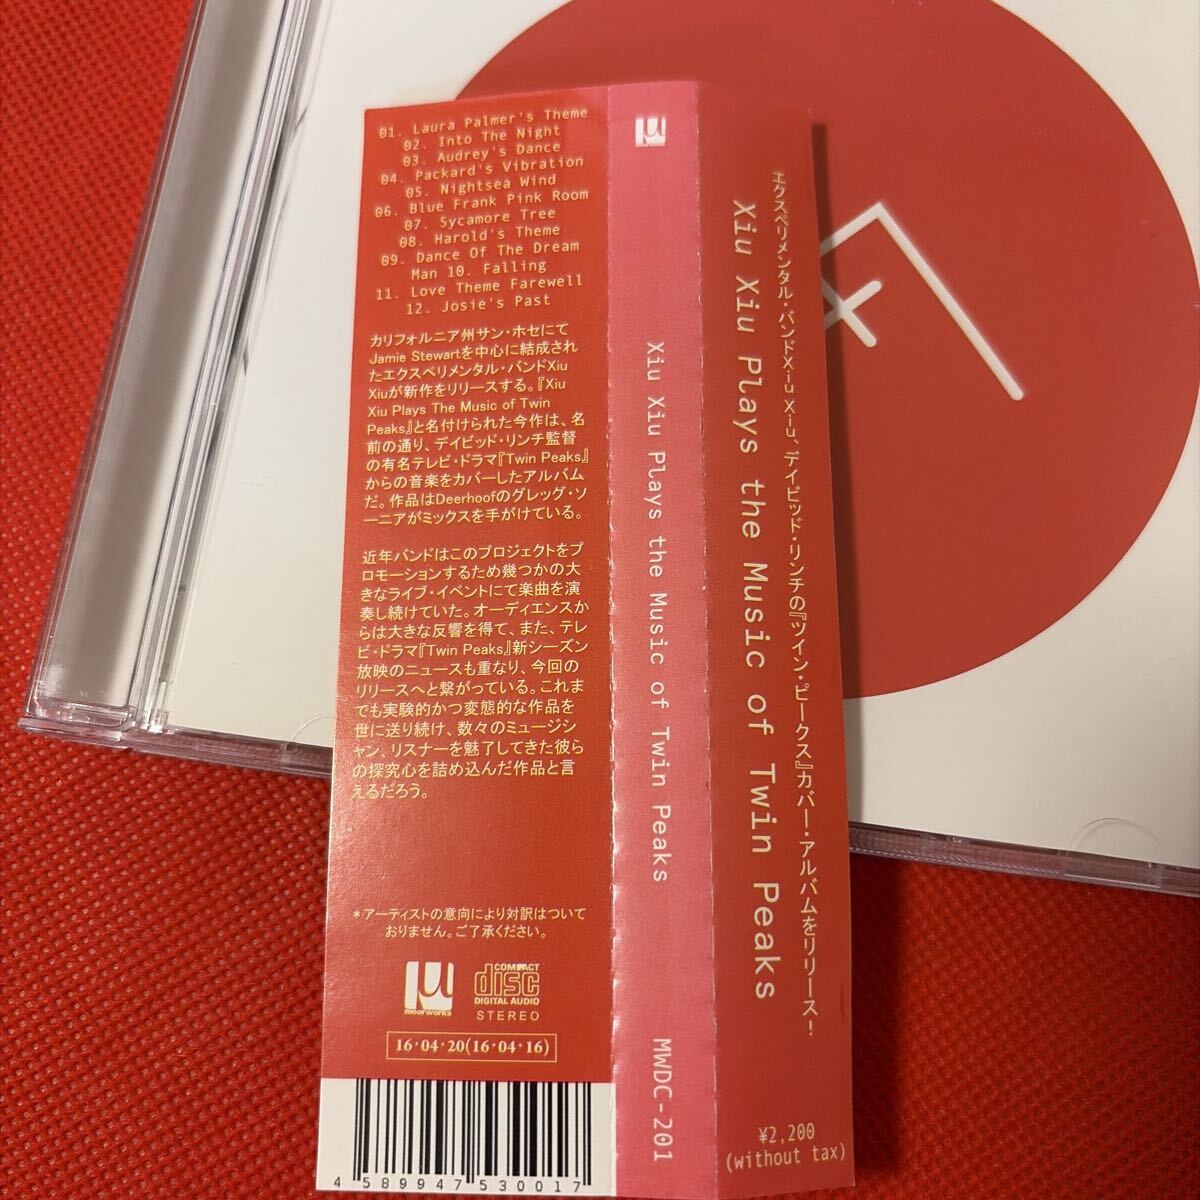 01. Laura Palmer's Theme
02. Into The Night
03. Audrey's Dance
04. Packard's Vibration
05. Nightsea Wind
06. Blue Frank Pink Room
07. Sycamore Tree
08. Harold's Theme
09. Dance Of The Dream
Man 10. Falling
11. Love Theme Farewell
12. Josie's Past
カリフォルニア州サン・ホセにて
Jamie Stewartを中心に結成され
たエクスペリメンタル・バンドXiu
Xiuが新作をリリースする。『Xiu
Xiu Plays The Music of Twin
Peaks』と名付けられた今作は、名
前の通り、デイビッド・リンチ監督
の有名テレビ・ドラマ『Twin Peaks』
からの音楽をカバーしたアルバム
だ。作品はDeerhoofのグレッグ・ソ
ーニアがミックスを手がけている。
近年バンドはこのプロジェクトをプ
ロモーションするため幾つかの大
きなライブ・イベントにて楽曲を演
奏し続けていた。オーディエンスか
らは大きな反響を得て、また、テレ
ビ・ドラマ『Twin Peaks』新シーズン
放映のニュースも重なり、今回の
リリースへと繋がっている。これま
でも実験的かつ変態的な作品を
世に送り続け、数々のミュージシ
ャン、リスナーを魅了してきた彼ら
の探究心を詰め込んだ作品と言
えるだろう。
*アーティストの意向により対訳はついて
おりません。ご了承ください。
μ
moorworks
COMPACT
disc
DIGITAL AUDIO
STEREO
16・04・20(16・04・16)
4 589947 530017
μ
Xiu Xiu Plays the Music of Twin Peaks
MWDC-201
エクスペリメンタル・バンドXiu Xiu、デイビッド・リンチの『ツイン・ピークス』カバー・アルバムをリリース!
Xiu Xiu Plays the Music of Twin Peaks
¥2,200
(without tax)